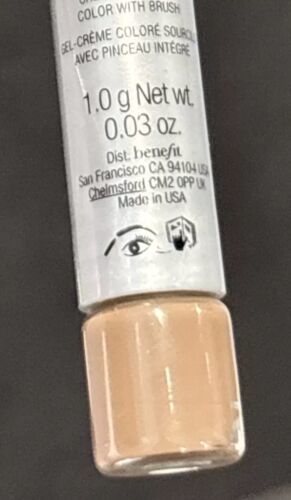 COLOR WITH BRUSH
GEL-CRÈME COLORÉ SOURCILS
AVEC PINCEAU INTÉGRÉ
1.0 g Net wt.
0.03 oz.
Dist. benefit
San Francisco CA 94104 USA
Chelmsford CM2 0PP UK
Made in USA